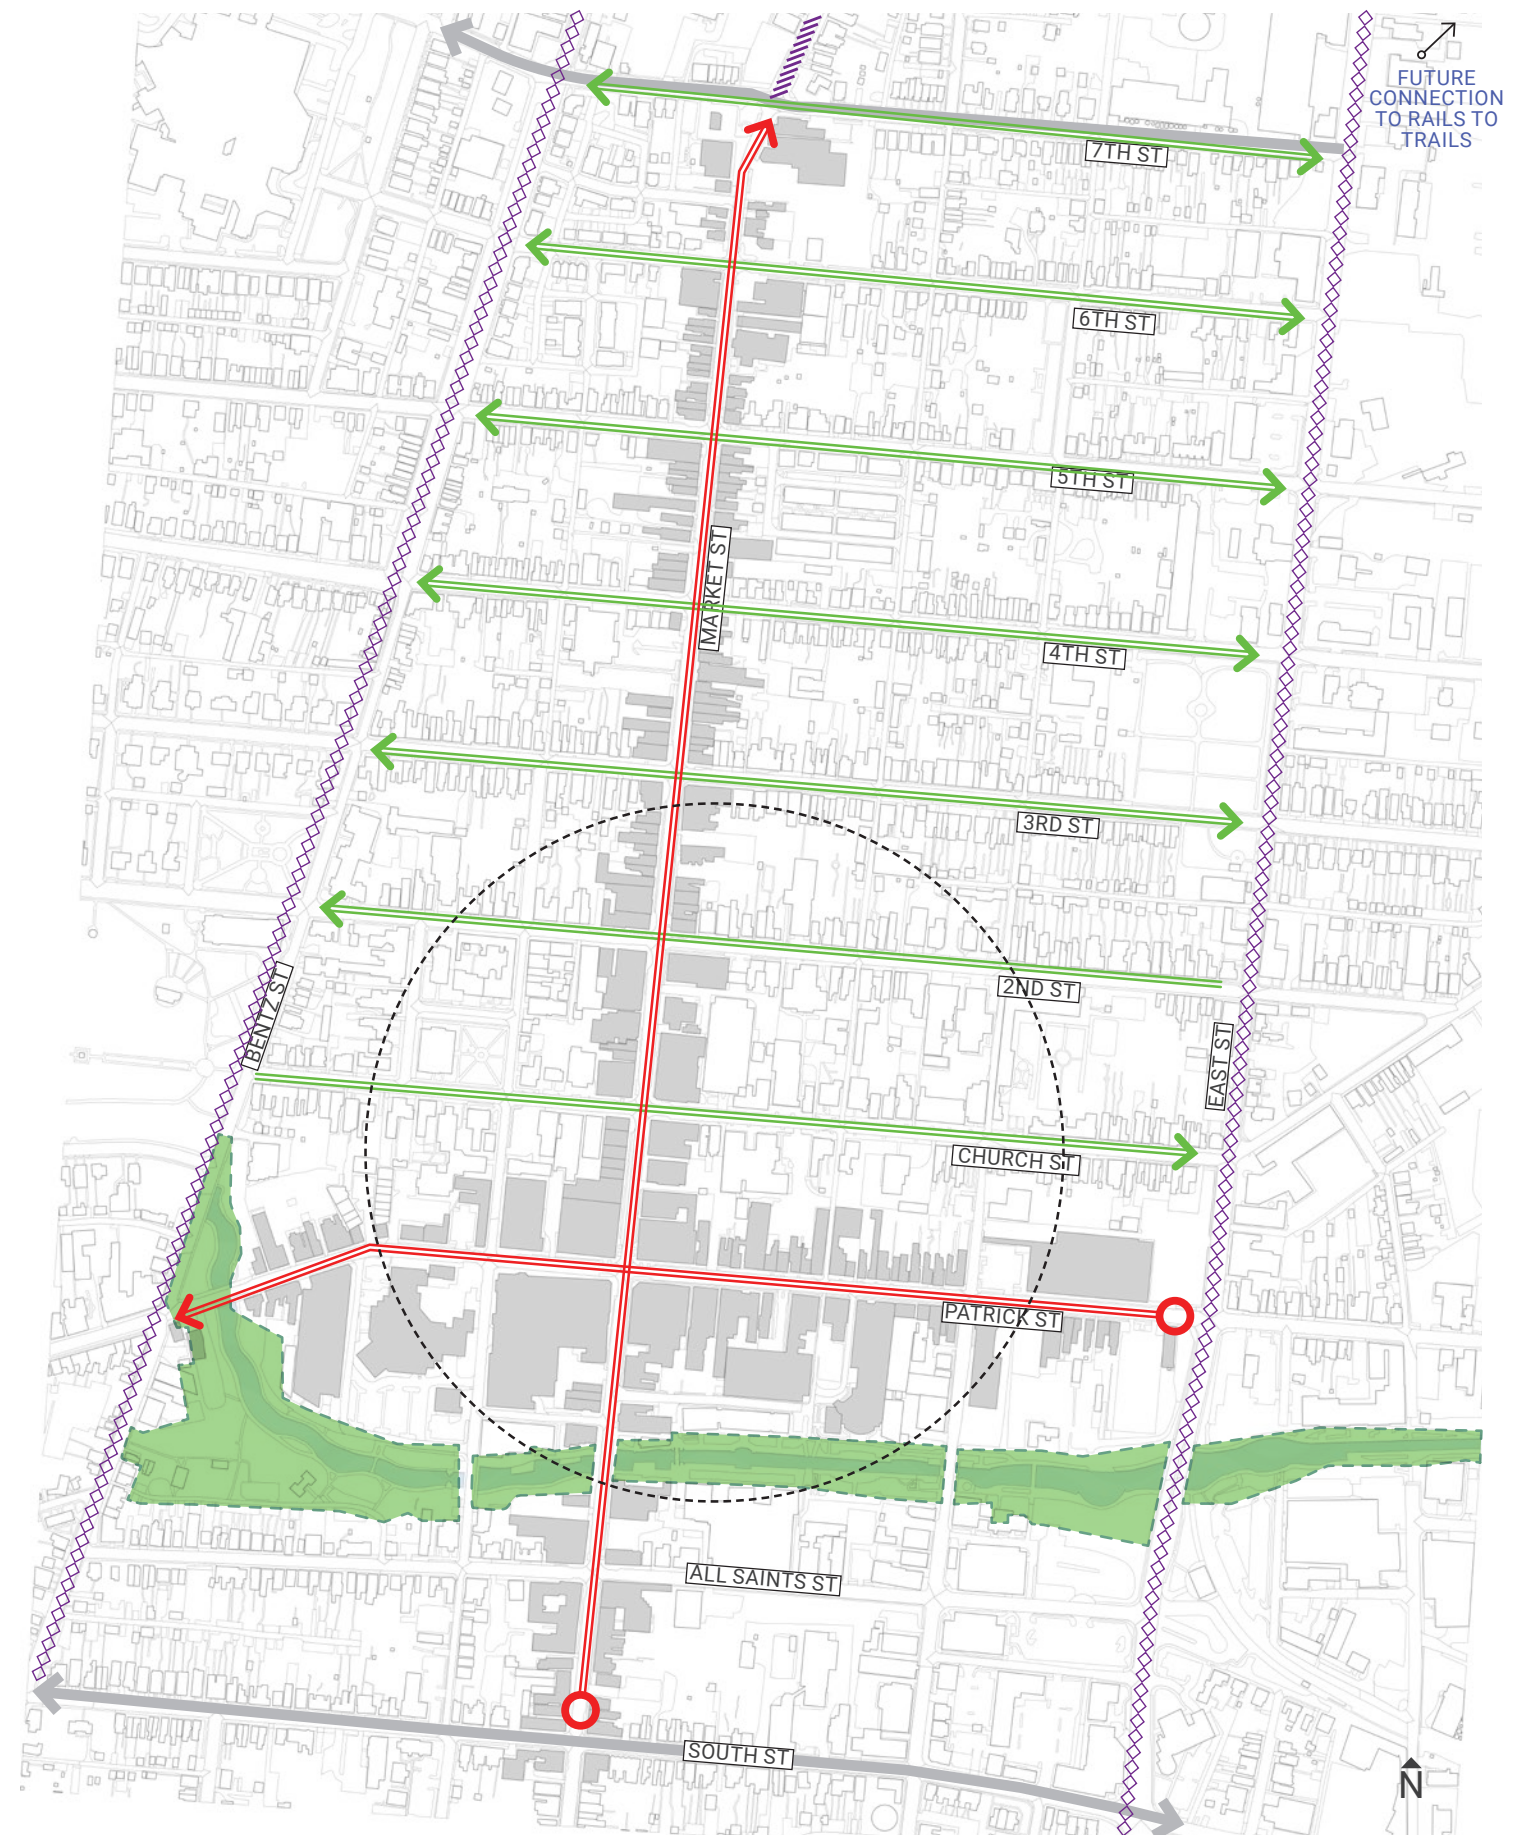 FUTURE
CONNECTION
TO RAILS TO
TRAILS
7TH ST
6TH ST
5TH ST
MARKET ST
4TH ST
3RD ST
2ND ST
BENTZ ST
EAST ST
CHURCH ST
PATRICK ST
ALL SAINTS ST
SOUTH ST
N